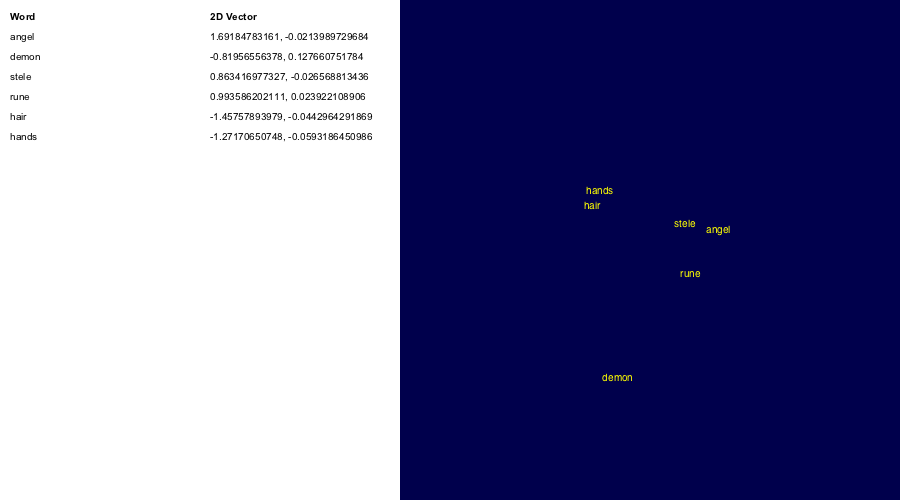 Word 2D Vector
angel 1.69184783161, -0.0213989729684
demon -0.81956556378, 0.127660751784
stele 0.863416977327, -0.026568813436
rune 0.993586202111, 0.023922108906
hair -1.45757893979, -0.0442964291869
hands -1.27170650748, -0.0593186450986
hands
hair
stele
angel
rune
demon